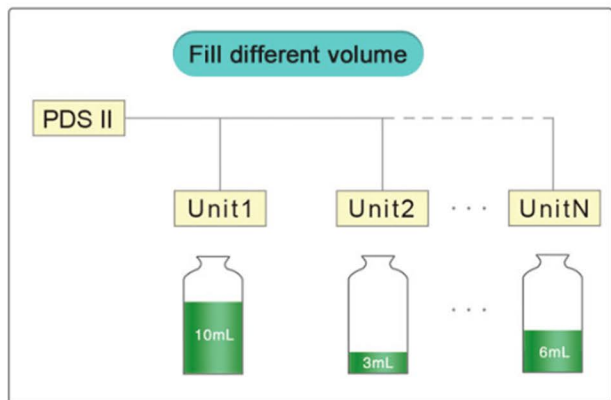 Fill different volume
PDS II
Unit1
Unit2
· · ·
UnitN
10mL
3mL
· · ·
6mL